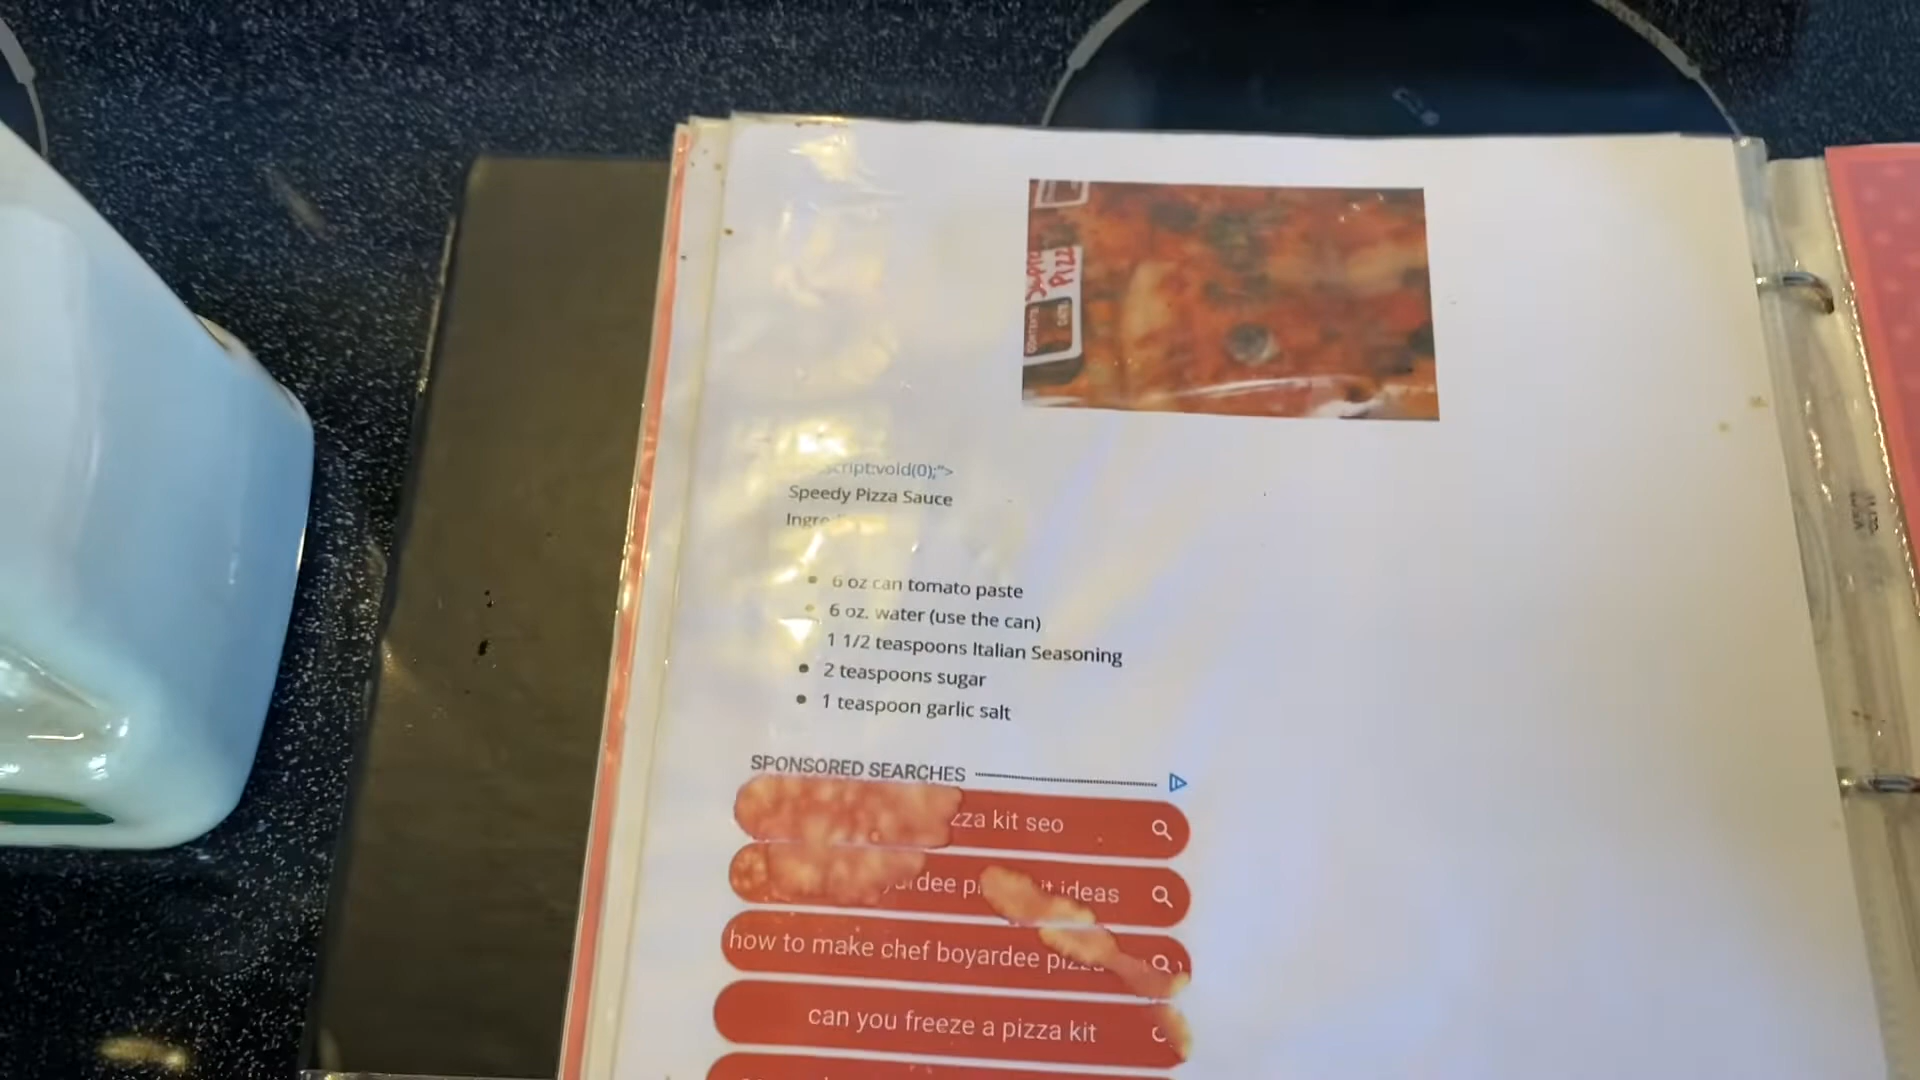 Pizz
script:void(0);">
Speedy Pizza Sauce
6 oz can tomato paste
6 oz. water (use the can)
1 1/2 teaspoons Italian Seasoning
2 teaspoons sugar
1 teaspoon garlic salt
SPONSORED SEARCHES
kit seo
ideas
how to make chef boyardee
can you freeze a pizza kit